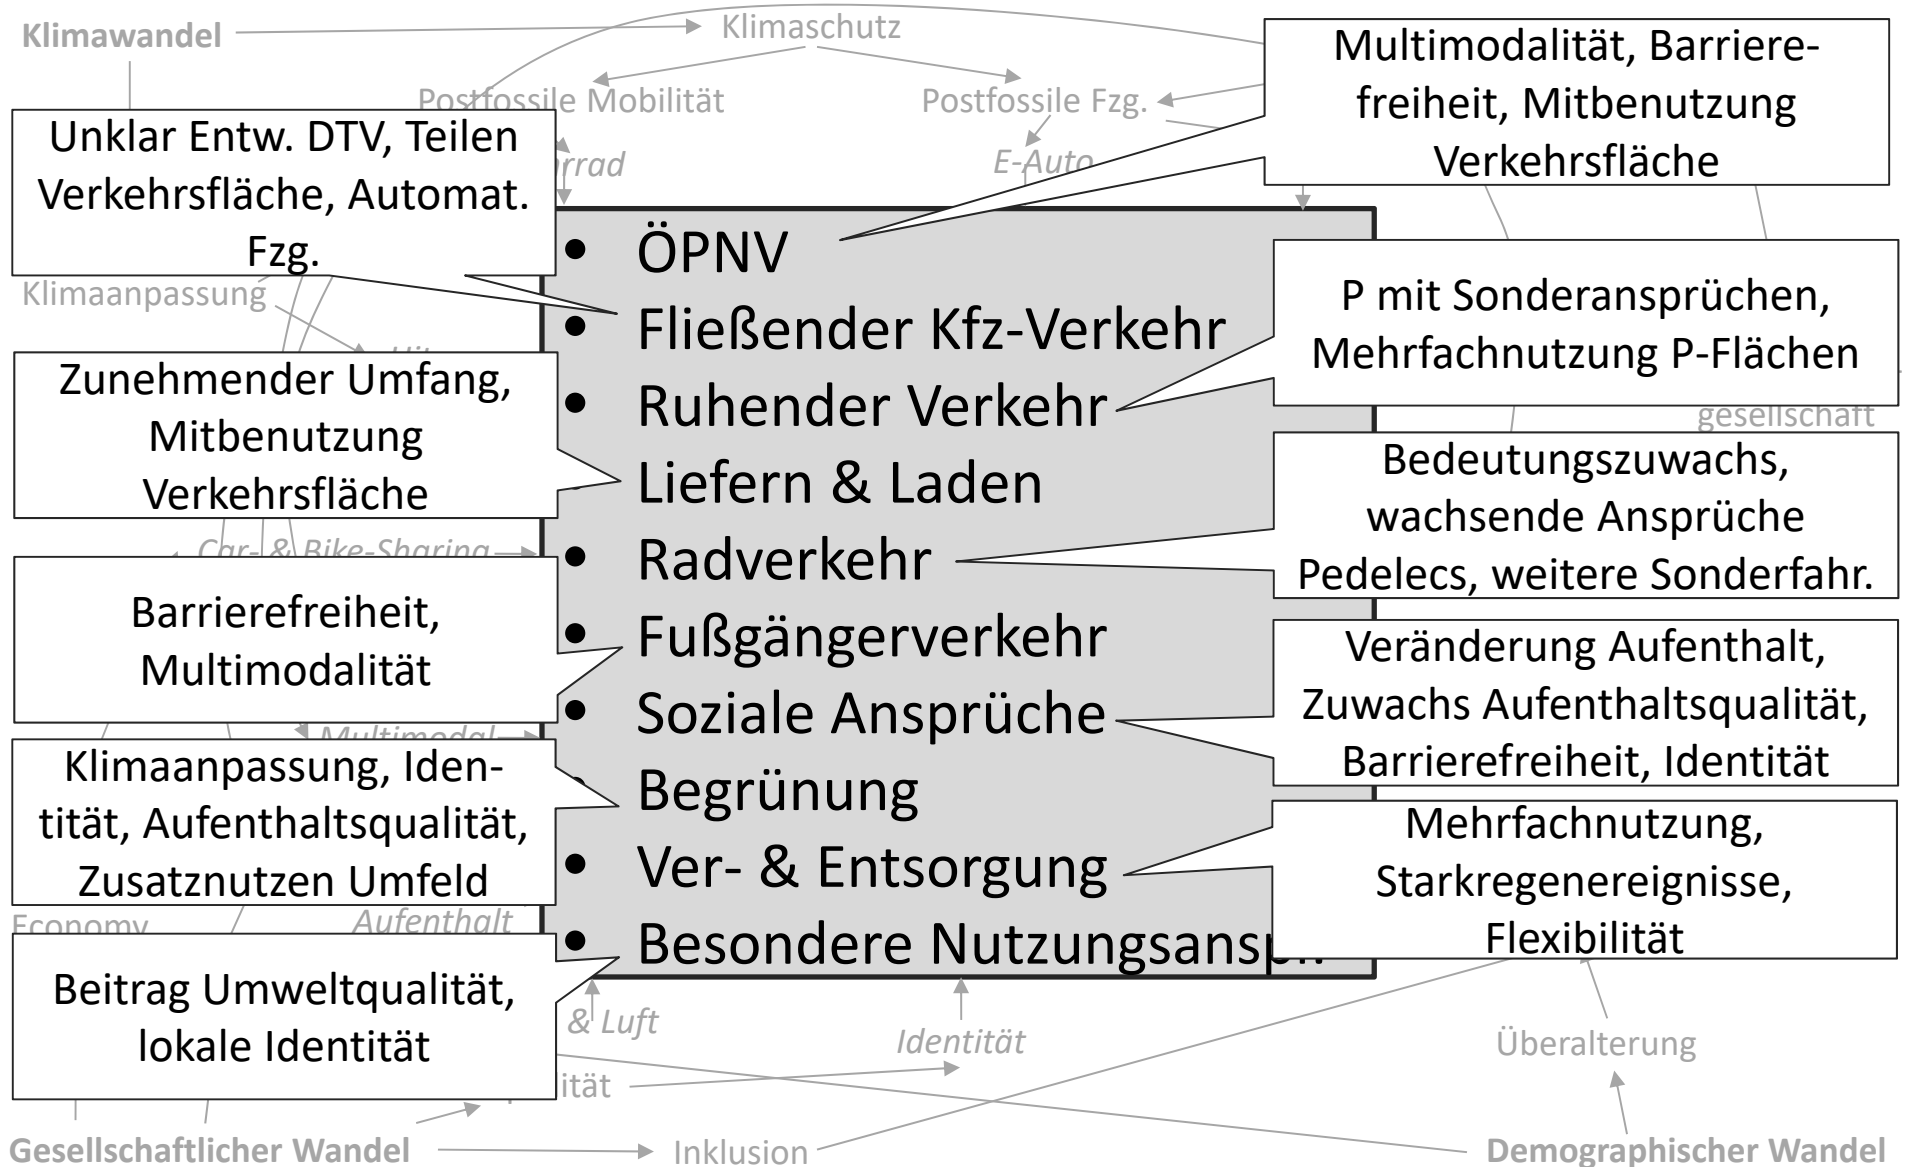 Klimawandel
Klimaschutz
Postfossile Mobilität
Postfossile Fzg.
Multimodalität, Barriere-
freiheit, Mitbenutzung
Verkehrsfläche
Unklar Entw. DTV, Teilen
Verkehrsfläche, Automat.
Fzg.
E-Auto
Klimaanpassung
• ÖPNV
• Fließender Kfz-Verkehr
• Ruhender Verkehr
Liefern & Laden
• Radverkehr
• Fußgängerverkehr
• Soziale Ansprüche
Begrünung
• Ver- & Entsorgung
• Besondere Nutzungsanspr.
P mit Sonderansprüchen,
Mehrfachnutzung P-Flächen
gesellschaft
Zunehmender Umfang,
Mitbenutzung
Verkehrsfläche
Bedeutungszuwachs,
wachsende Ansprüche
Pedelecs, weitere Sonderfahr.
Car- & Bike-Sharing
Barrierefreiheit,
Multimodalität
Veränderung Aufenthalt,
Zuwachs Aufenthaltsqualität,
Barrierefreiheit, Identität
Multimodal
Klimaanpassung, Iden-
tität, Aufenthaltsqualität,
Zusatznutzen Umfeld
Mehrfachnutzung,
Starkregenereignisse,
Flexibilität
Economy
Aufenthalt
Beitrag Umweltqualität,
lokale Identität
& Luft
Identität
Überalterung
Gesellschaftlicher Wandel
Inklusion
Demographischer Wandel